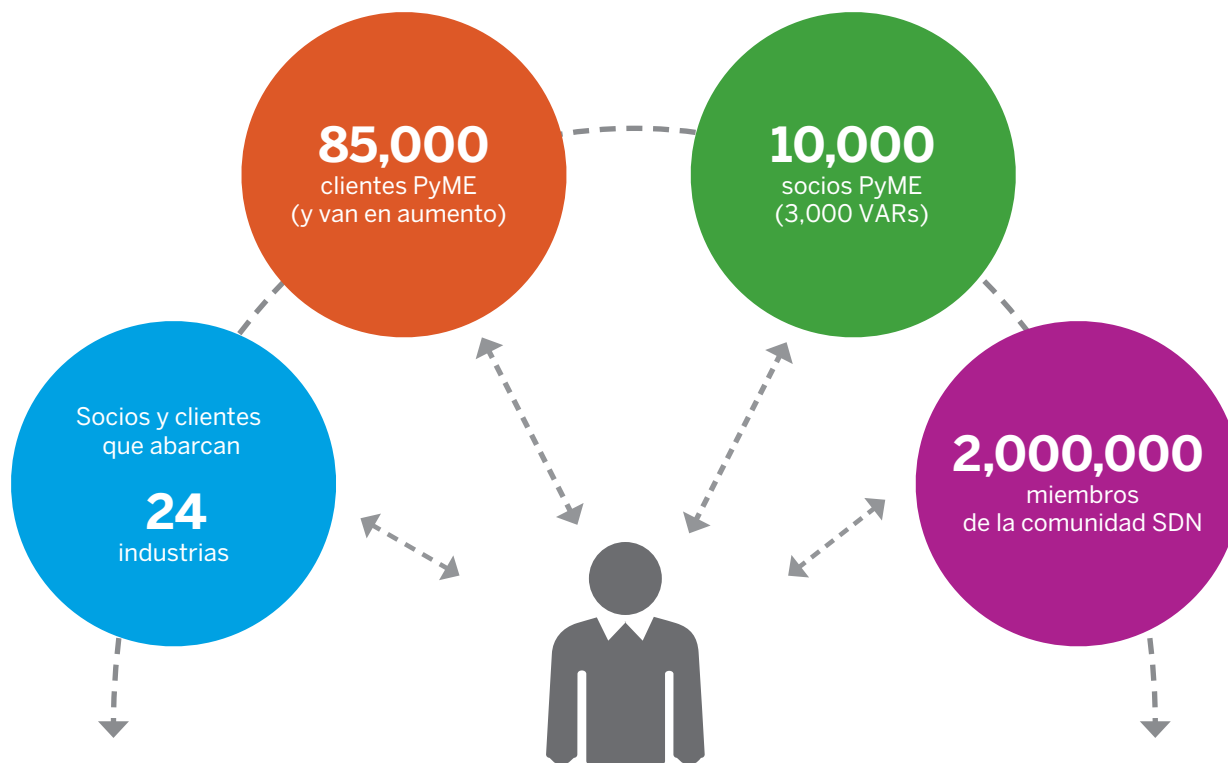 85,000
clientes PyME
(y van en aumento)
10,000
socios PyME
(3,000 VARs)
Socios y clientes
que abarcan
24
industrias
2,000,000
miembros
de la comunidad SDN